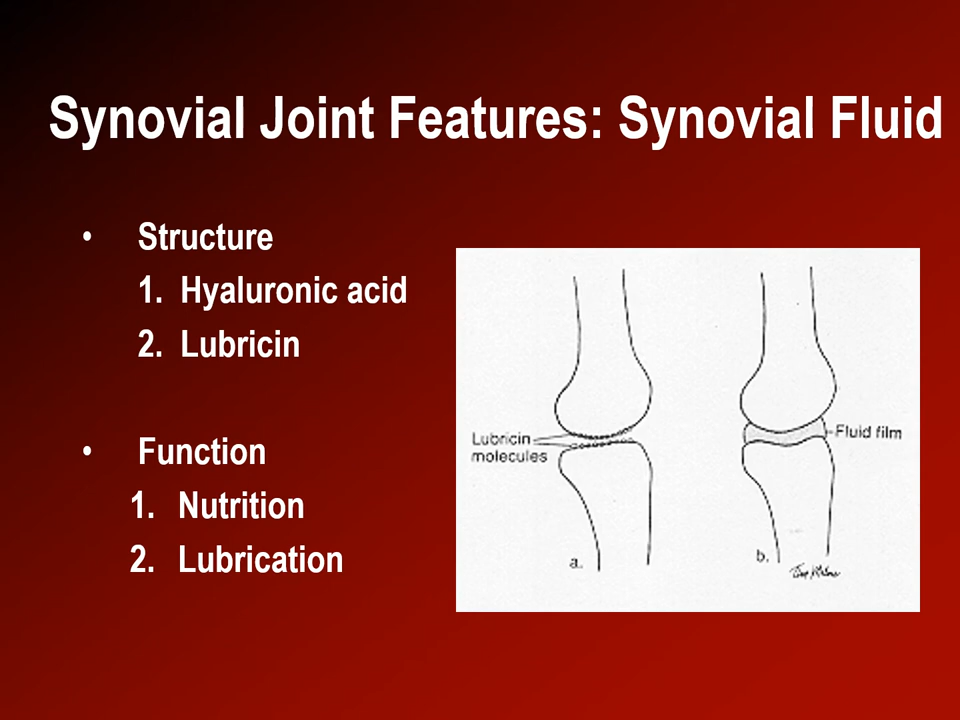 Synovial Joint Features: Synovial Fluid
• Structure
1. Hyaluronic acid
2. Lubricin
• Function
1. Nutrition
2. Lubrication
Lubricin
molecules
Fluid film
a.
b.